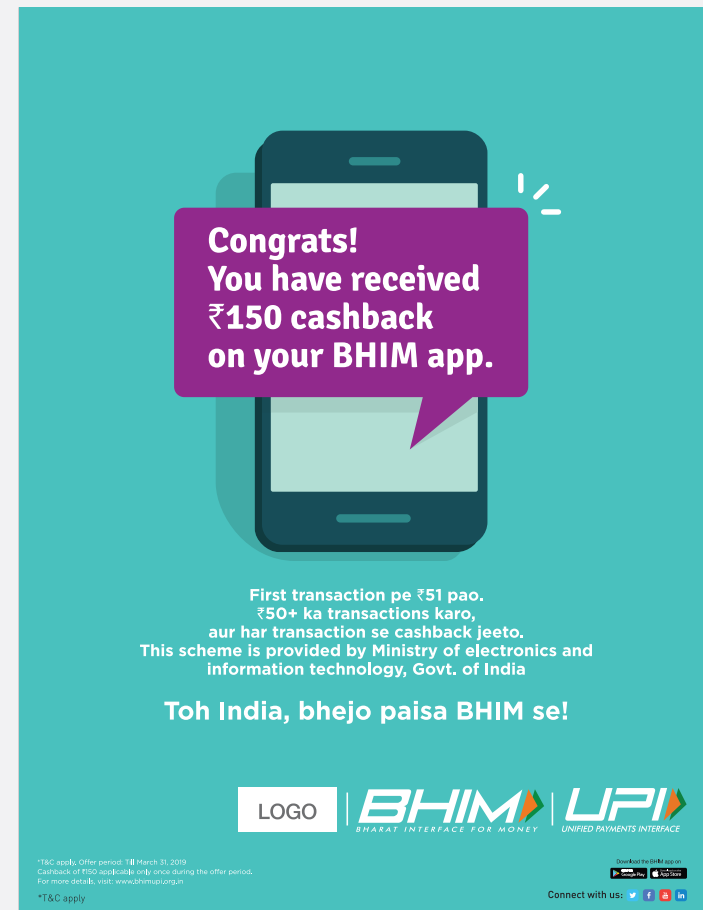 Congrats!
You have received
₹150 cashback
on your BHIM app.
First transaction pe ₹51 pao.
₹50+ ka transactions karo,
aur har transaction se cashback jeeto.
This scheme is provided by Ministry of electronics and
information technology, Govt. of India
Toh India, bhejo paisa BHIM se!
LOGO
BHIM
BHARAT INTERFACE FOR MONEY
UPI
UNIFIED PAYMENTS INTERFACE
*T&C apply. Offer period: Till March 31, 2019
Cashback of ₹150 applicable only once during the offer period.
For more details, visit: www.bhimupi.org.in
*T&C apply
Download the BHIM app on
Google Play
App Store
Connect with us: